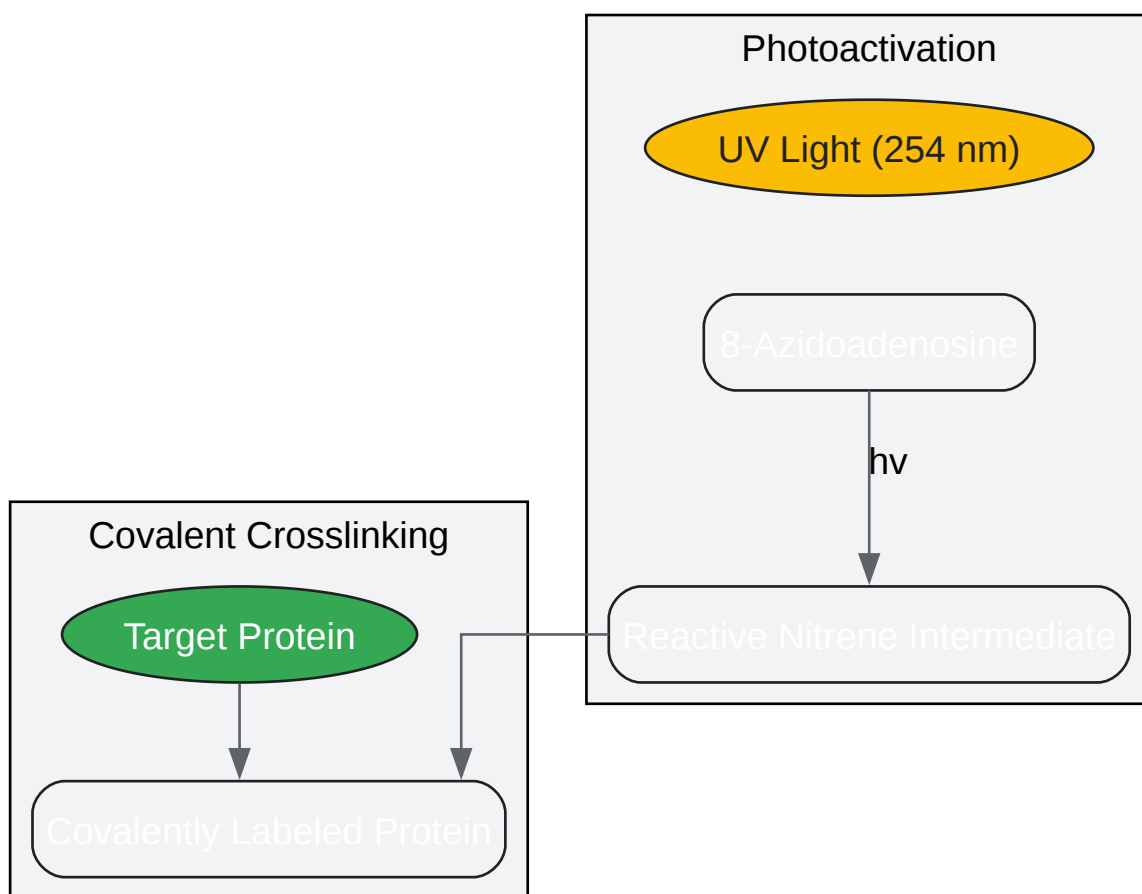 Photoactivation
UV Light (254 nm)
8-Azidoadenosine
hv
Reactive Nitrene Intermediate
Covalent Crosslinking
Target Protein
Covalently Labeled Protein